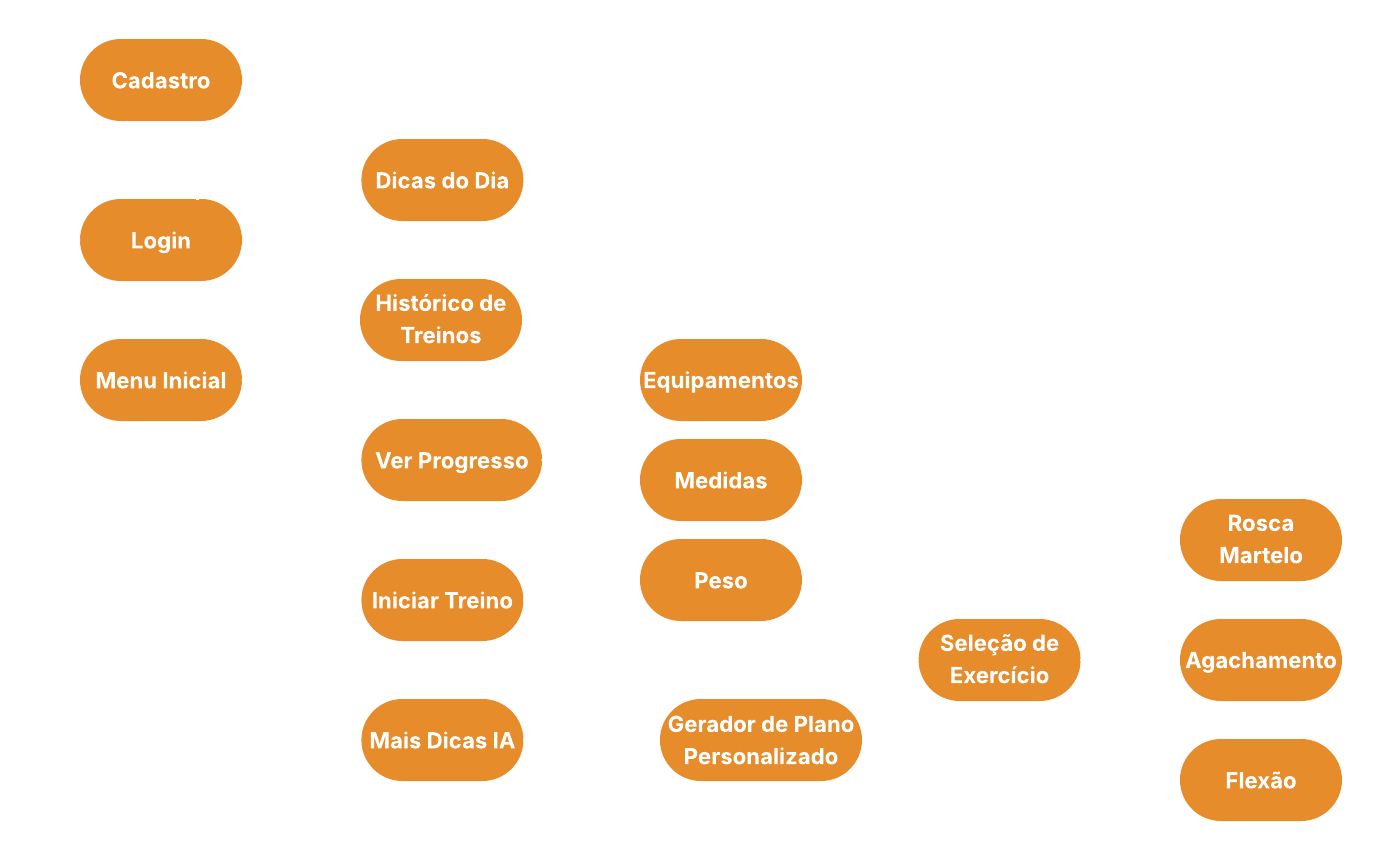 Cadastro
Login
Menu Inicial
Dicas do Dia
Histórico de
Treinos
Ver Progresso
Iniciar Treino
Mais Dicas IA
Equipamentos
Medidas
Peso
Gerador de Plano
Personalizado
Seleção de
Exercício
Rosca
Martelo
Agachamento
Flexão